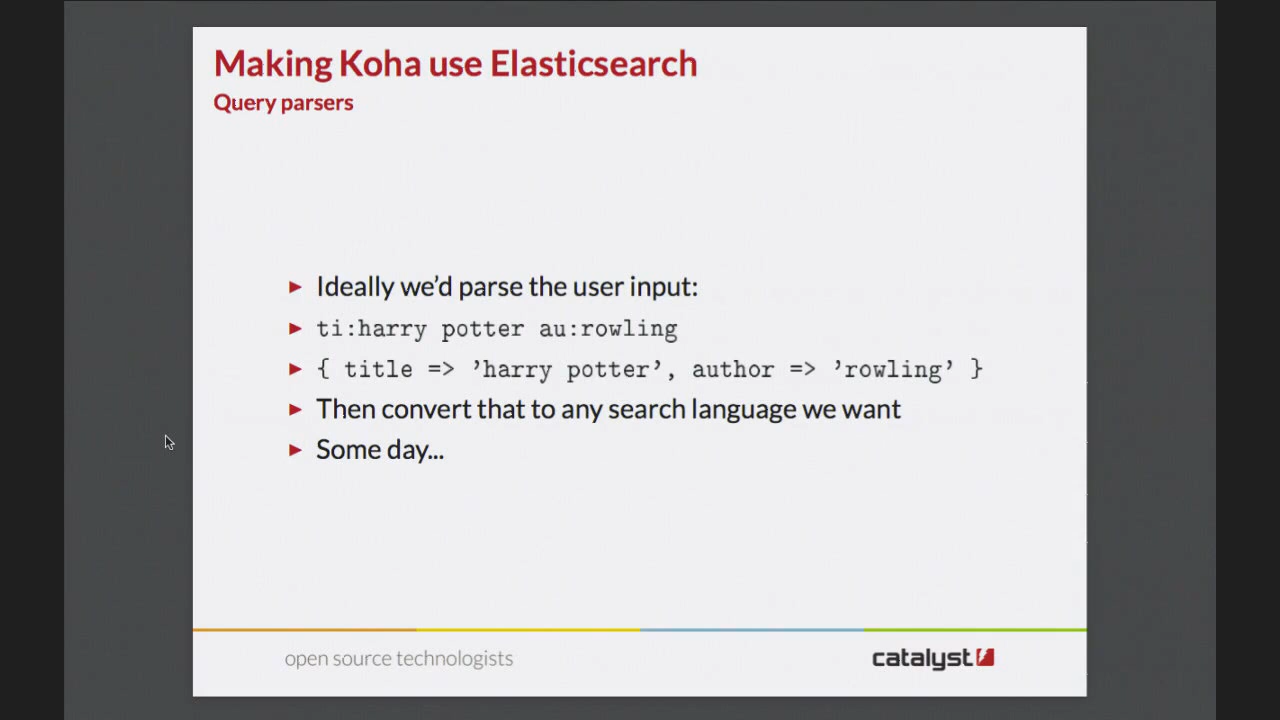 Making Koha use Elasticsearch
Query parsers
Ideally we’d parse the user input:
ti:harry potter au:rowling
{ title => ’harry potter’, author => ’rowling’ }
Then convert that to any search language we want
Some day...
open source technologists
catalyst